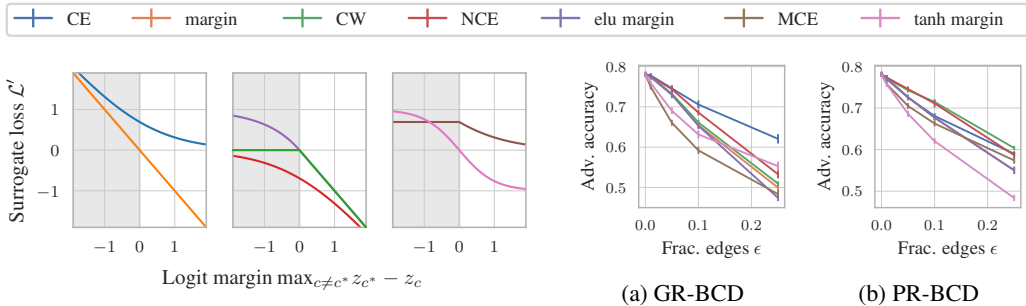 CE margin CW NCE elu margin MCE tanh margin
Surrogate loss ℒ′
1
0
−1
−1 0 1
−1 0 1
−1 0 1
Logit margin max_{c≠c*} z_{c*} − z_c
Adv. accuracy
0.8
0.7
0.6
0.5
0.0 0.1 0.2
Frac. edges ϵ
(a) GR-BCD
Adv. accuracy
0.8
0.7
0.6
0.5
0.0 0.1 0.2
Frac. edges ϵ
(b) PR-BCD